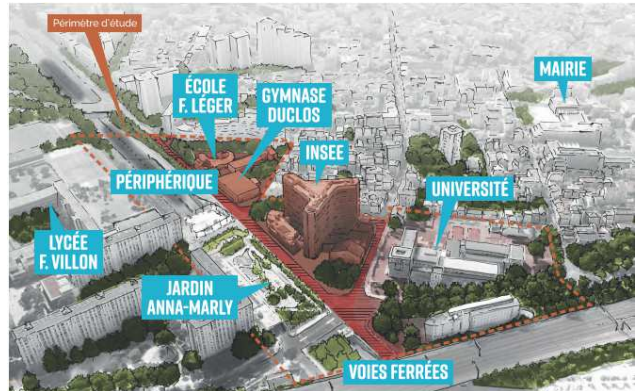 Périmètre d'étude
MAIRIE
ÉCOLE
F. LÉGER
GYMNASE
DUCLOS
INSEE
PÉRIPHÉRIQUE
UNIVERSITÉ
LYCÉE
F. VILLON
JARDIN
ANNA-MARLY
VOIES FERRÉES